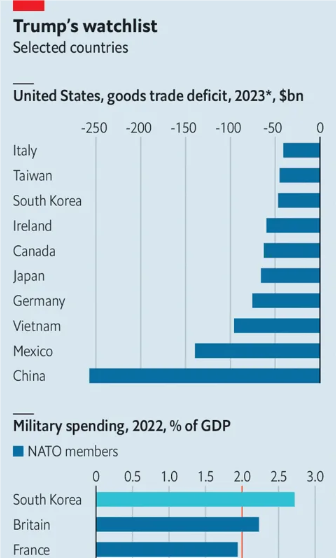 Trump's watchlist
Selected countries
United States, goods trade deficit, 2023*, $bn
-250 -200 -150 -100 -50 0
Italy
Taiwan
South Korea
Ireland
Canada
Japan
Germany
Vietnam
Mexico
China
Military spending, 2022, % of GDP
NATO members
0 0.5 1.0 1.5 2.0 2.5 3.0
South Korea
Britain
France